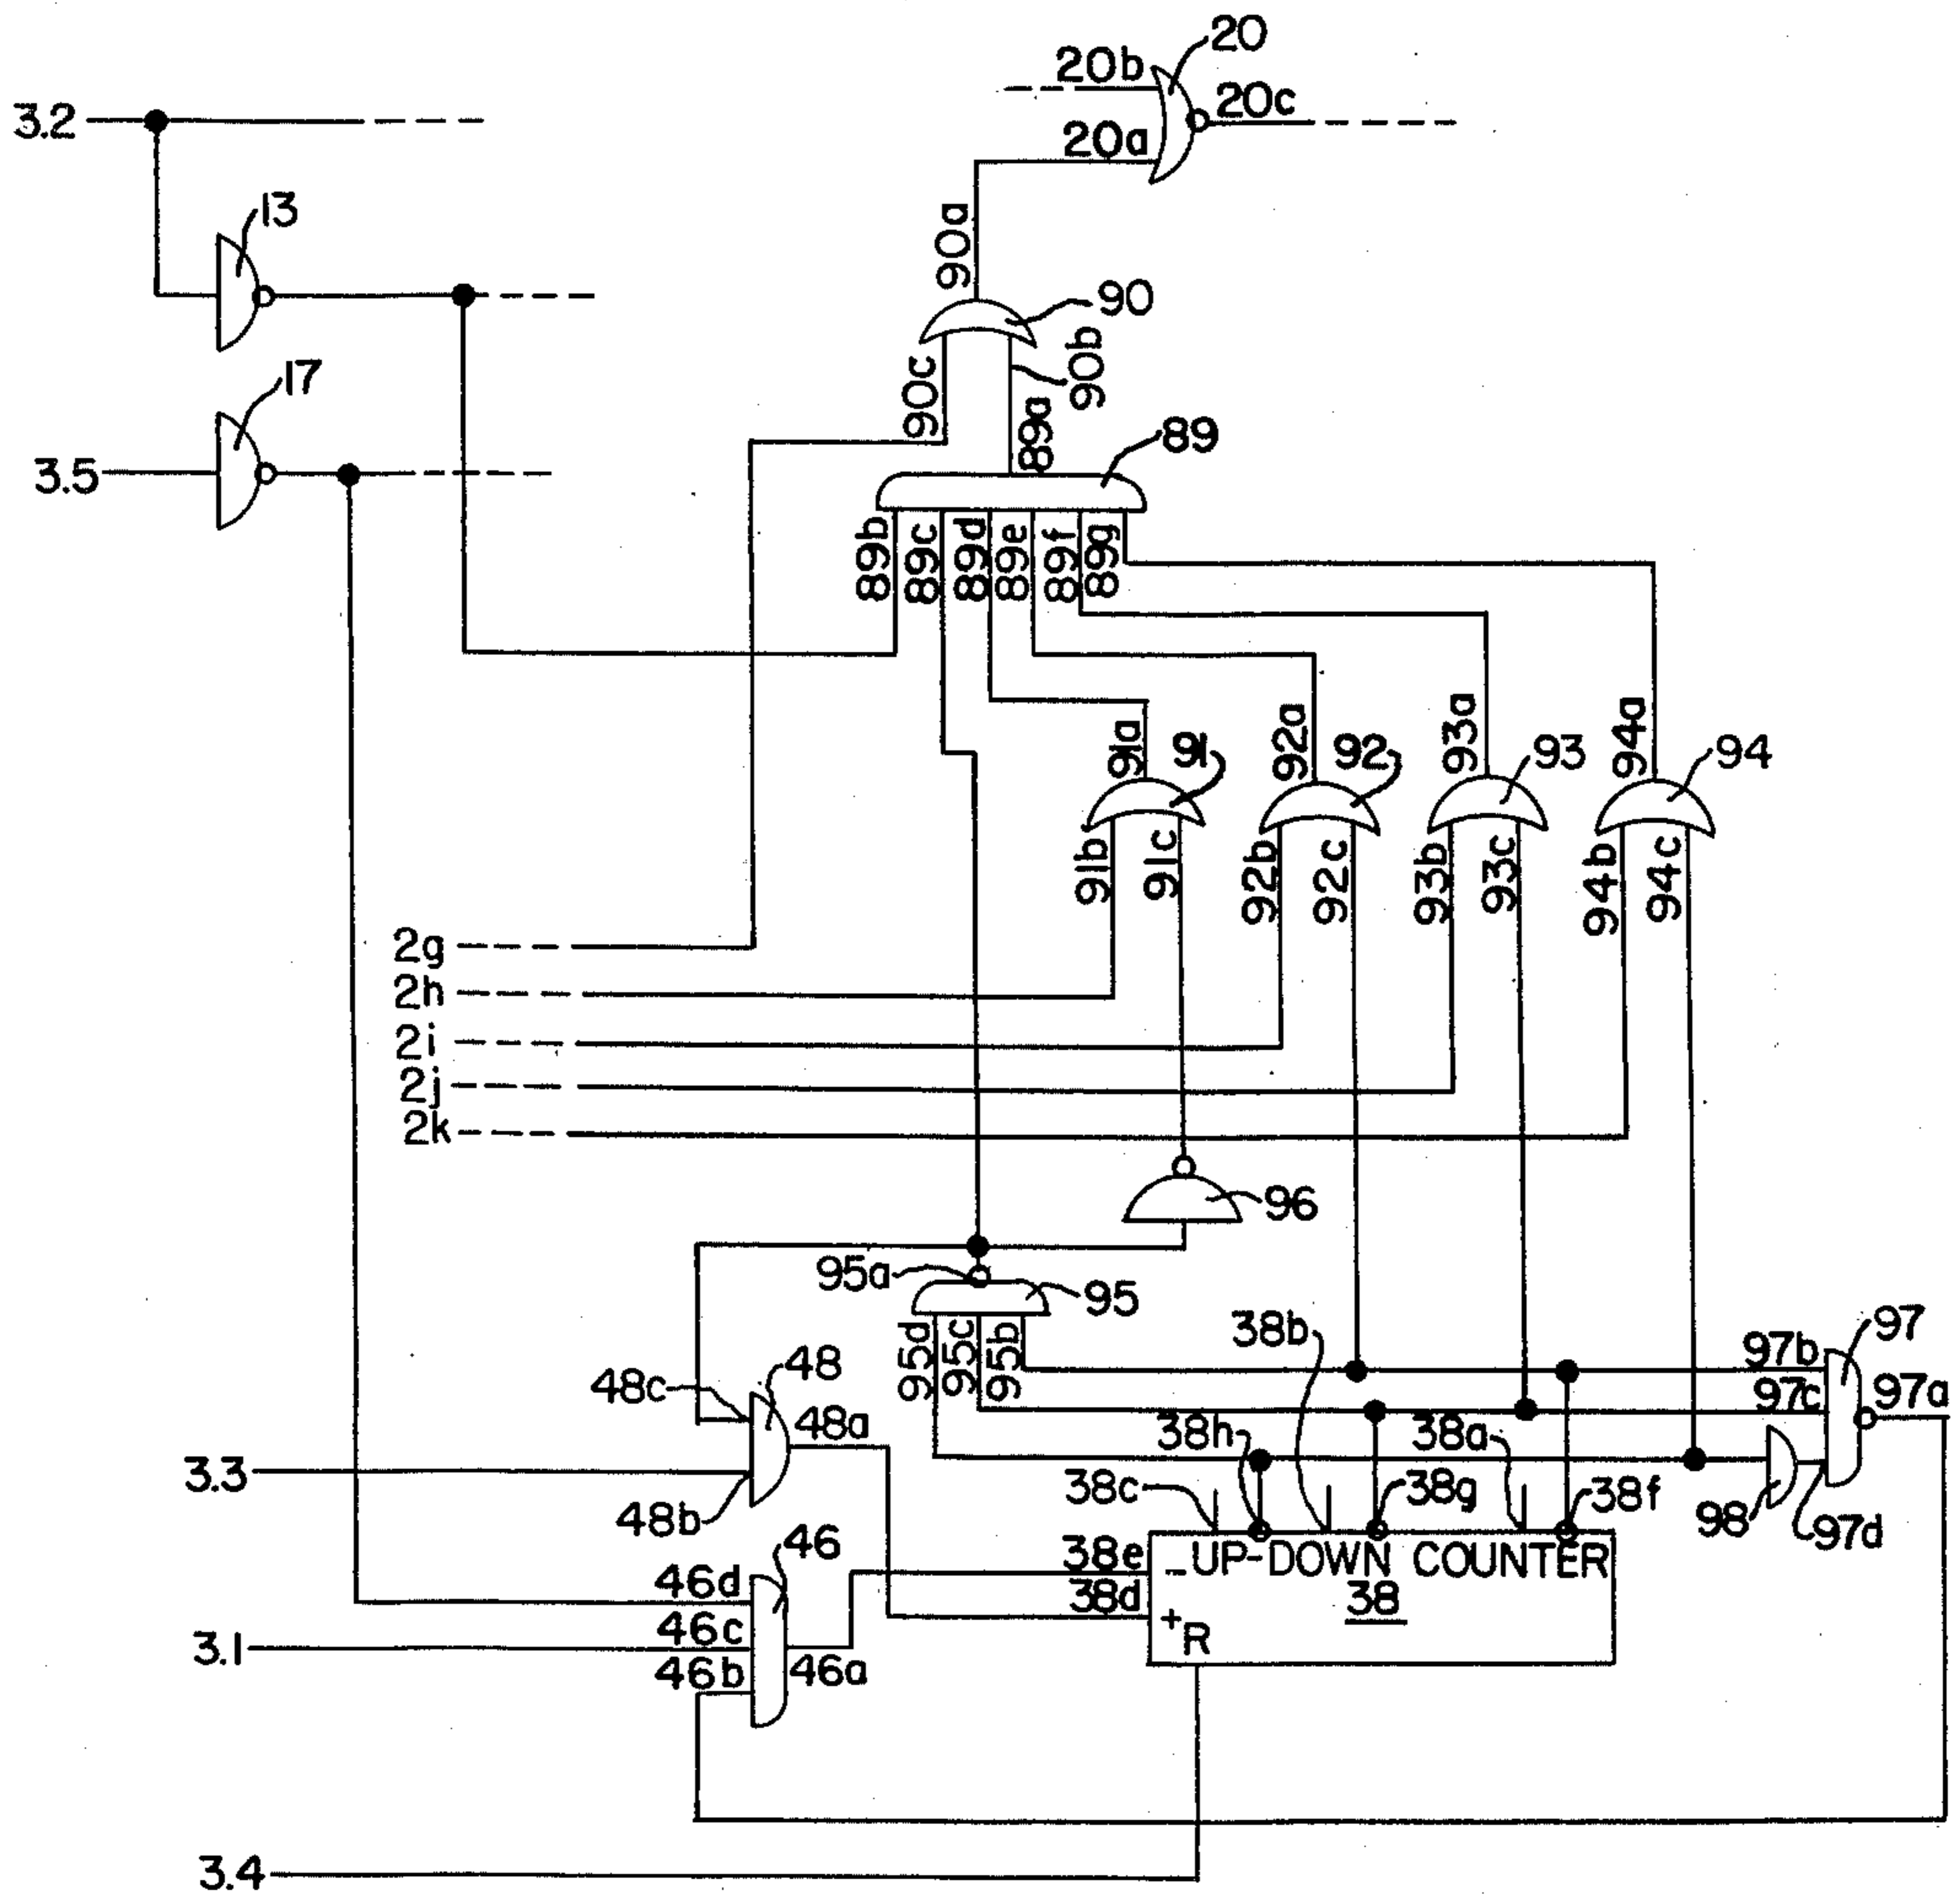 20
20b
20c
3.2
20a
13
90a
90
17
90b
90c
89a
89
3.5
89b
89c
89d
89e
89f
89g
91a
91
92a
92
93a
93
94a
94
91b
91c
92b
92c
93b
93c
94b
94c
2g
2h
2i
2j
2k
96
95a
95
38b
97
95d
95c
95b
97b
48
48c
97c
97a
48a
38h
38a
3.3
38c
38g
38f
48b
98
97d
46
38e
- UP-DOWN COUNTER
46d
38d
38
46c
+
R
3.1
46b
46a
3.4